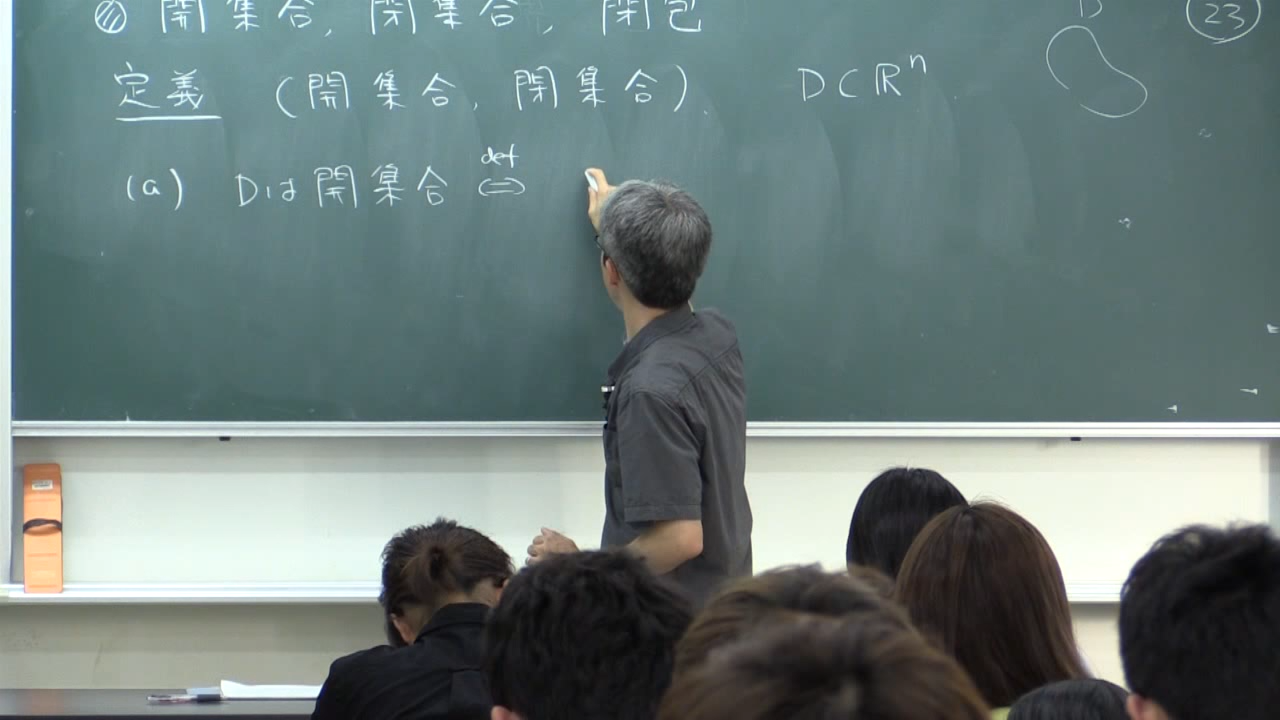 開集合, 閉集合, 閉包
23
定義 (開集合, 閉集合) D⊂ℝⁿ
(a) Dは開集合 def ⇔